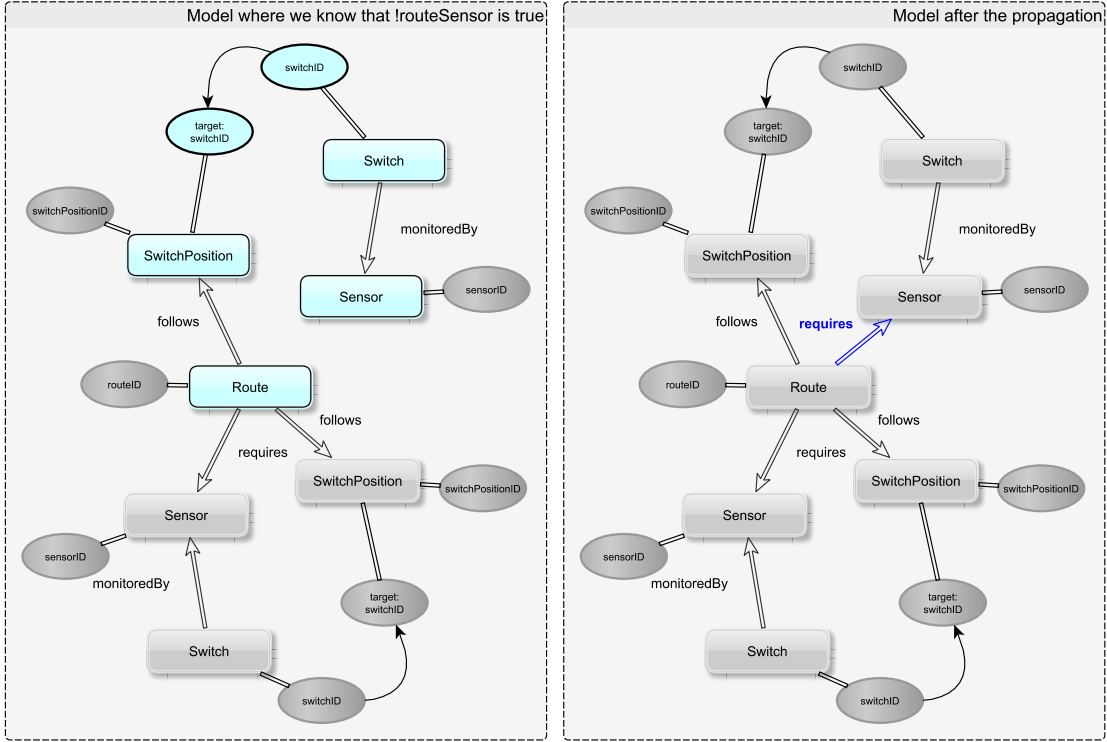 Model where we know that !routeSensor is true
switchID
target:
switchID
Switch
switchPositionID
monitoredBy
SwitchPosition
Sensor
sensorID
follows
routeID
Route
follows
requires
SwitchPosition
switchPositionID
Sensor
sensorID
monitoredBy
target:
switchID
Switch
switchID
Model after the propagation
switchID
target:
switchID
Switch
switchPositionID
monitoredBy
SwitchPosition
Sensor
sensorID
follows
requires
routeID
Route
follows
requires
SwitchPosition
switchPositionID
Sensor
sensorID
monitoredBy
target:
switchID
Switch
switchID